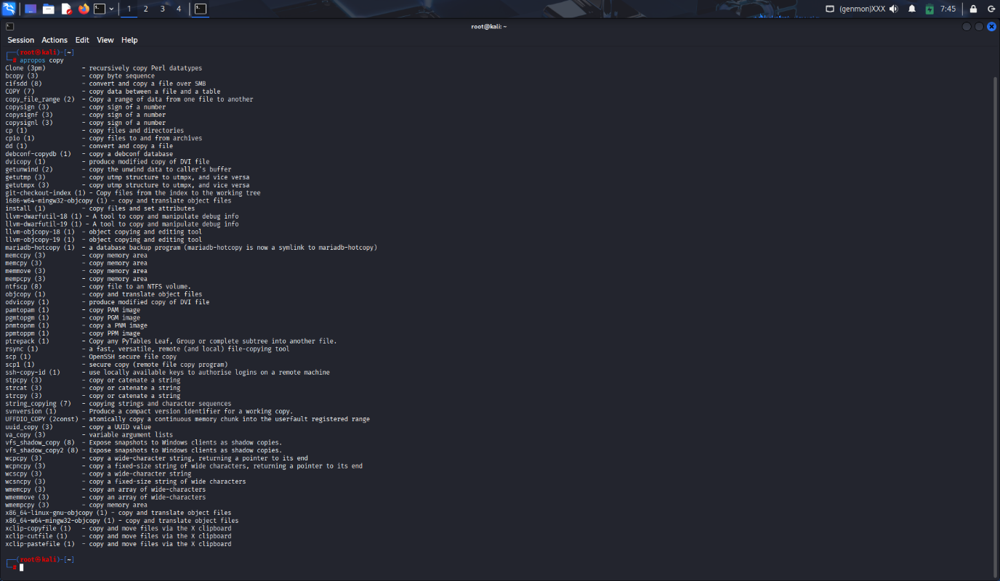 1 2 3 4 (genmon)XXX 7:45
root@kali: ~
Session Actions Edit View Help
┌──(root㉿kali)-[~]
└─# apropos copy
Clone (3pm) - recursively copy Perl datatypes
bcopy (3) - copy byte sequence
cifsdd (8) - convert and copy a file over SMB
COPY (7) - copy data between a file and a table
copy_file_range (2) - Copy a range of data from one file to another
copysign (3) - copy sign of a number
copysignf (3) - copy sign of a number
copysignl (3) - copy sign of a number
cp (1) - copy files and directories
cpio (1) - copy files to and from archives
dd (1) - convert and copy a file
debconf-copydb (1) - copy a debconf database
dvicopy (1) - produce modified copy of DVI file
getunwind (2) - copy the unwind data to caller's buffer
getutmp (3) - copy utmp structure to utmpx, and vice versa
getutmpx (3) - copy utmp structure to utmpx, and vice versa
git-checkout-index (1) - Copy files from the index to the working tree
i686-w64-mingw32-objcopy (1) - copy and translate object files
install (1) - copy files and set attributes
llvm-dwarfutil-18 (1) - A tool to copy and manipulate debug info
llvm-dwarfutil-19 (1) - A tool to copy and manipulate debug info
llvm-objcopy-18 (1) - object copying and editing tool
llvm-objcopy-19 (1) - object copying and editing tool
mariadb-hotcopy (1) - a database backup program (mariadb-hotcopy is now a symlink to mariadb-hotcopy)
memccpy (3) - copy memory area
memcpy (3) - copy memory area
memmove (3) - copy memory area
mempcpy (3) - copy memory area
ntfscp (8) - copy file to an NTFS volume.
objcopy (1) - copy and translate object files
odvicopy (1) - produce modified copy of DVI file
pamtopam (1) - copy PAM image
pgmtopgm (1) - copy PGM image
pnmtopnm (1) - copy a PNM image
ppmtoppm (1) - copy PPM image
ptrepack (1) - Copy any PyTables Leaf, Group or complete subtree into another file.
rsync (1) - a fast, versatile, remote (and local) file-copying tool
scp (1) - OpenSSH secure file copy
scp1 (1) - secure copy (remote file copy program)
ssh-copy-id (1) - use locally available keys to authorise logins on a remote machine
stpcpy (3) - copy or catenate a string
strcat (3) - copy or catenate a string
strcpy (3) - copy or catenate a string
string_copying (7) - copying strings and character sequences
svnversion (1) - Produce a compact version identifier for a working copy.
UFFDIO_COPY (2const) - atomically copy a continuous memory chunk into the userfault registered range
uuid_copy (3) - copy a UUID value
va_copy (3) - variable argument lists
vfs_shadow_copy (8) - Expose snapshots to Windows clients as shadow copies.
vfs_shadow_copy2 (8) - Expose snapshots to Windows clients as shadow copies.
wcpcpy (3) - copy a wide-character string, returning a pointer to its end
wcpncpy (3) - copy a fixed-size string of wide characters, returning a pointer to its end
wcscpy (3) - copy a wide-character string
wcsncpy (3) - copy a fixed-size string of wide characters
wmemcpy (3) - copy an array of wide-characters
wmemmove (3) - copy an array of wide-characters
wmempcpy (3) - copy memory area
x86_64-linux-gnu-objcopy (1) - copy and translate object files
x86_64-w64-mingw32-objcopy (1) - copy and translate object files
xclip-copyfile (1) - copy and move files via the X clipboard
xclip-cutfile (1) - copy and move files via the X clipboard
xclip-pastefile (1) - copy and move files via the X clipboard
┌──(root㉿kali)-[~]
└─#